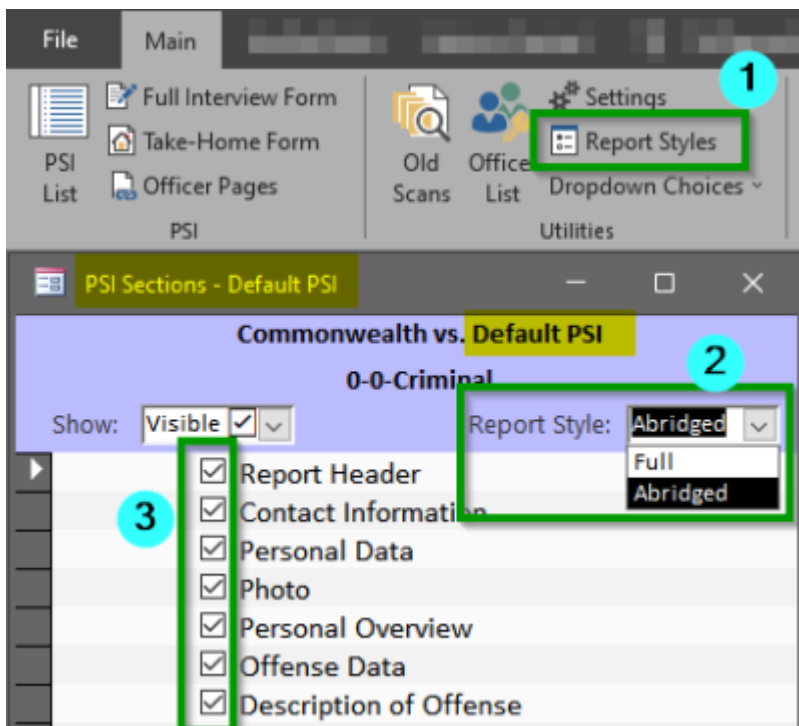 File Main
1
Full Interview Form
Settings
Take-Home Form
Report Styles
PSI
List
Officer Pages
Old
Scans
Office
List
Dropdown Choices
PSI
Utilities
PSI Sections - Default PSI
Commonwealth vs. Default PSI
0-0-Criminal
2
Show: Visible
Report Style: Abridged
Full
Abridged
3
Report Header
Contact Information
Personal Data
Photo
Personal Overview
Offense Data
Description of Offense